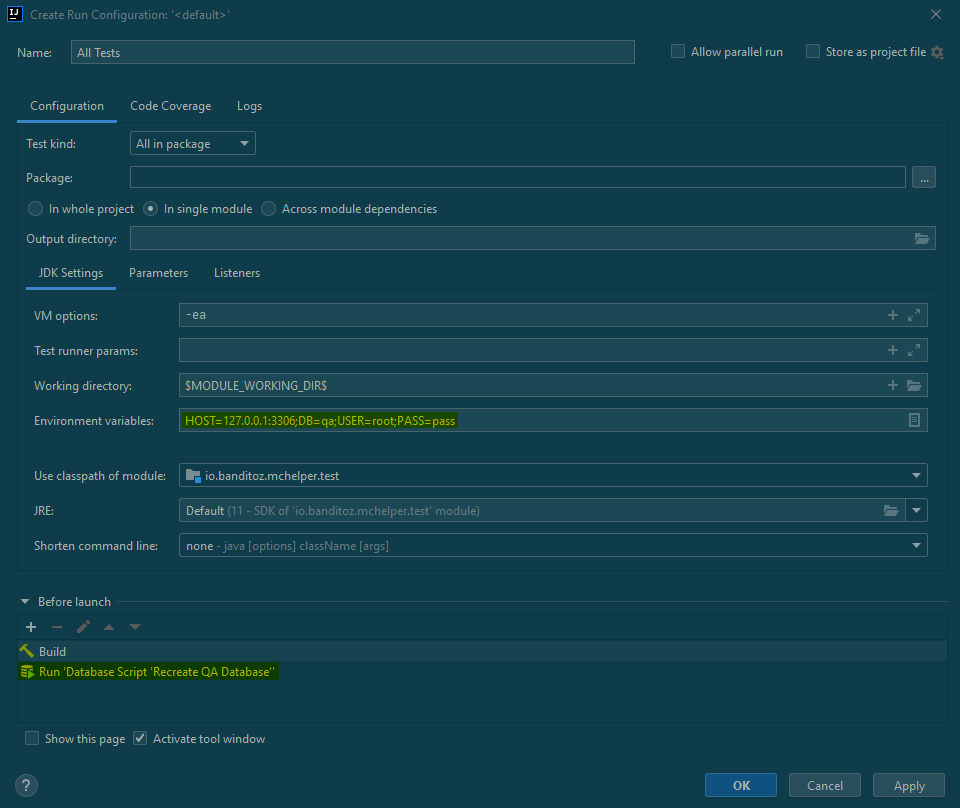 IJ Create Run Configuration: '<default>'
Name: All Tests Allow parallel run Store as project file
Configuration Code Coverage Logs
Test kind: All in package
Package: ...
In whole project In single module Across module dependencies
Output directory:
JDK Settings Parameters Listeners
VM options: -ea
Test runner params:
Working directory: $MODULE_WORKING_DIR$
Environment variables: HOST=127.0.0.1:3306;DB=qa;USER=root;PASS=pass
Use classpath of module: io.banditoz.mchelper.test
JRE: Default (11 - SDK of 'io.banditoz.mchelper.test' module)
Shorten command line: none - java [options] className [args]
Before launch
Build
Run 'Database Script 'Recreate QA Database''
Show this page Activate tool window
? OK Cancel Apply